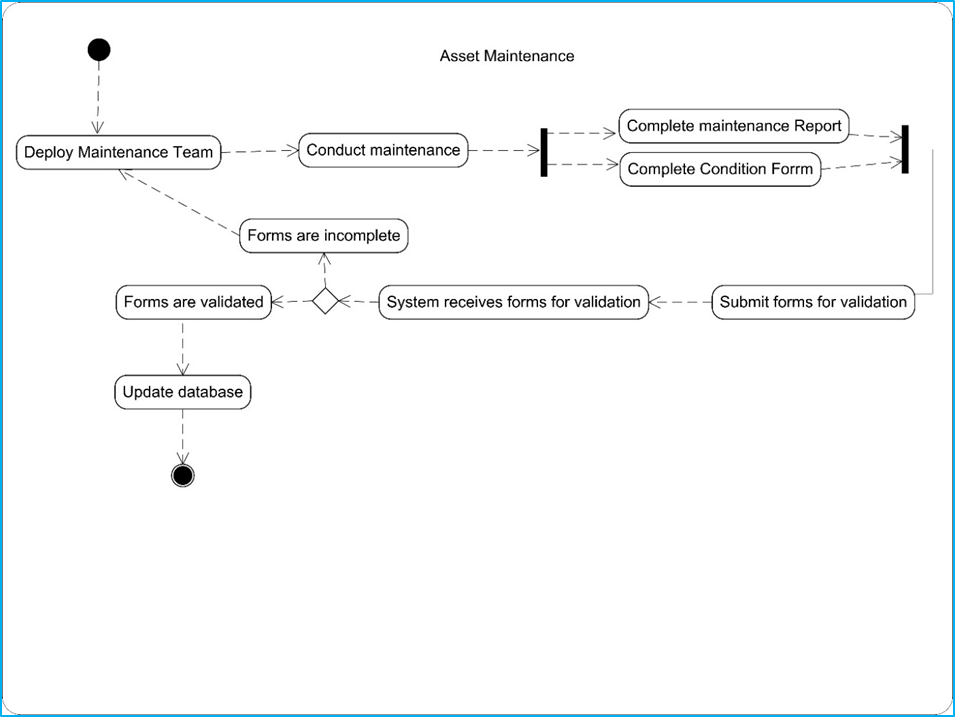 Asset Maintenance
Deploy Maintenance Team
Conduct maintenance
Complete maintenance Report
Complete Condition Forrm
Forms are incomplete
Forms are validated
System receives forms for validation
Submit forms for validation
Update database